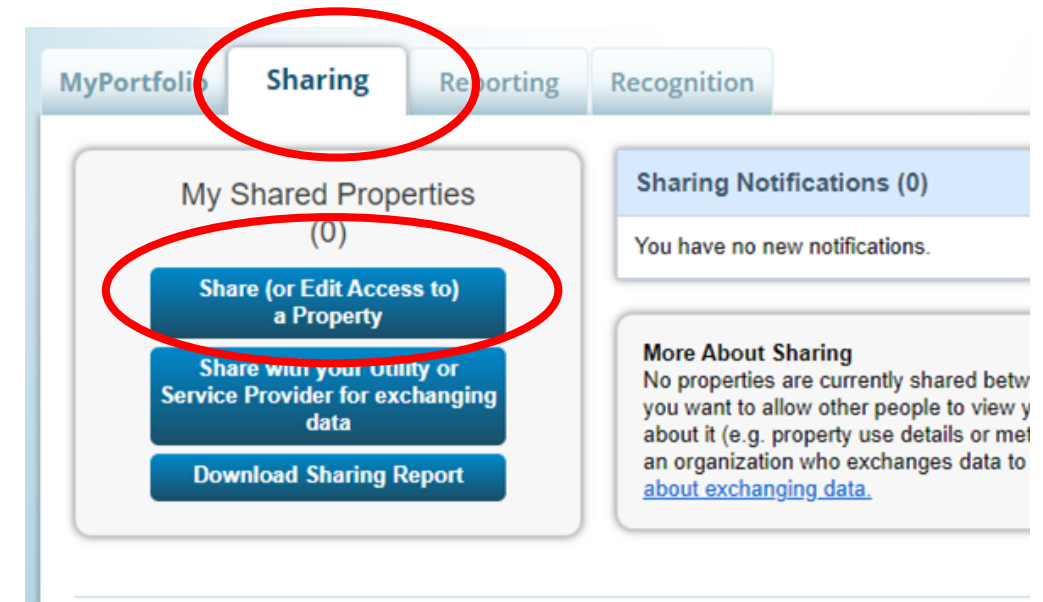 MyPortfolio Sharing Reporting Recognition
My Shared Properties
(0)
Share (or Edit Access to)
a Property
Share with your Utility or
Service Provider for exchanging
data
Download Sharing Report
Sharing Notifications (0)
You have no new notifications.
More About Sharing
No properties are currently shared betw
you want to allow other people to view y
about it (e.g. property use details or met
an organization who exchanges data to
about exchanging data.